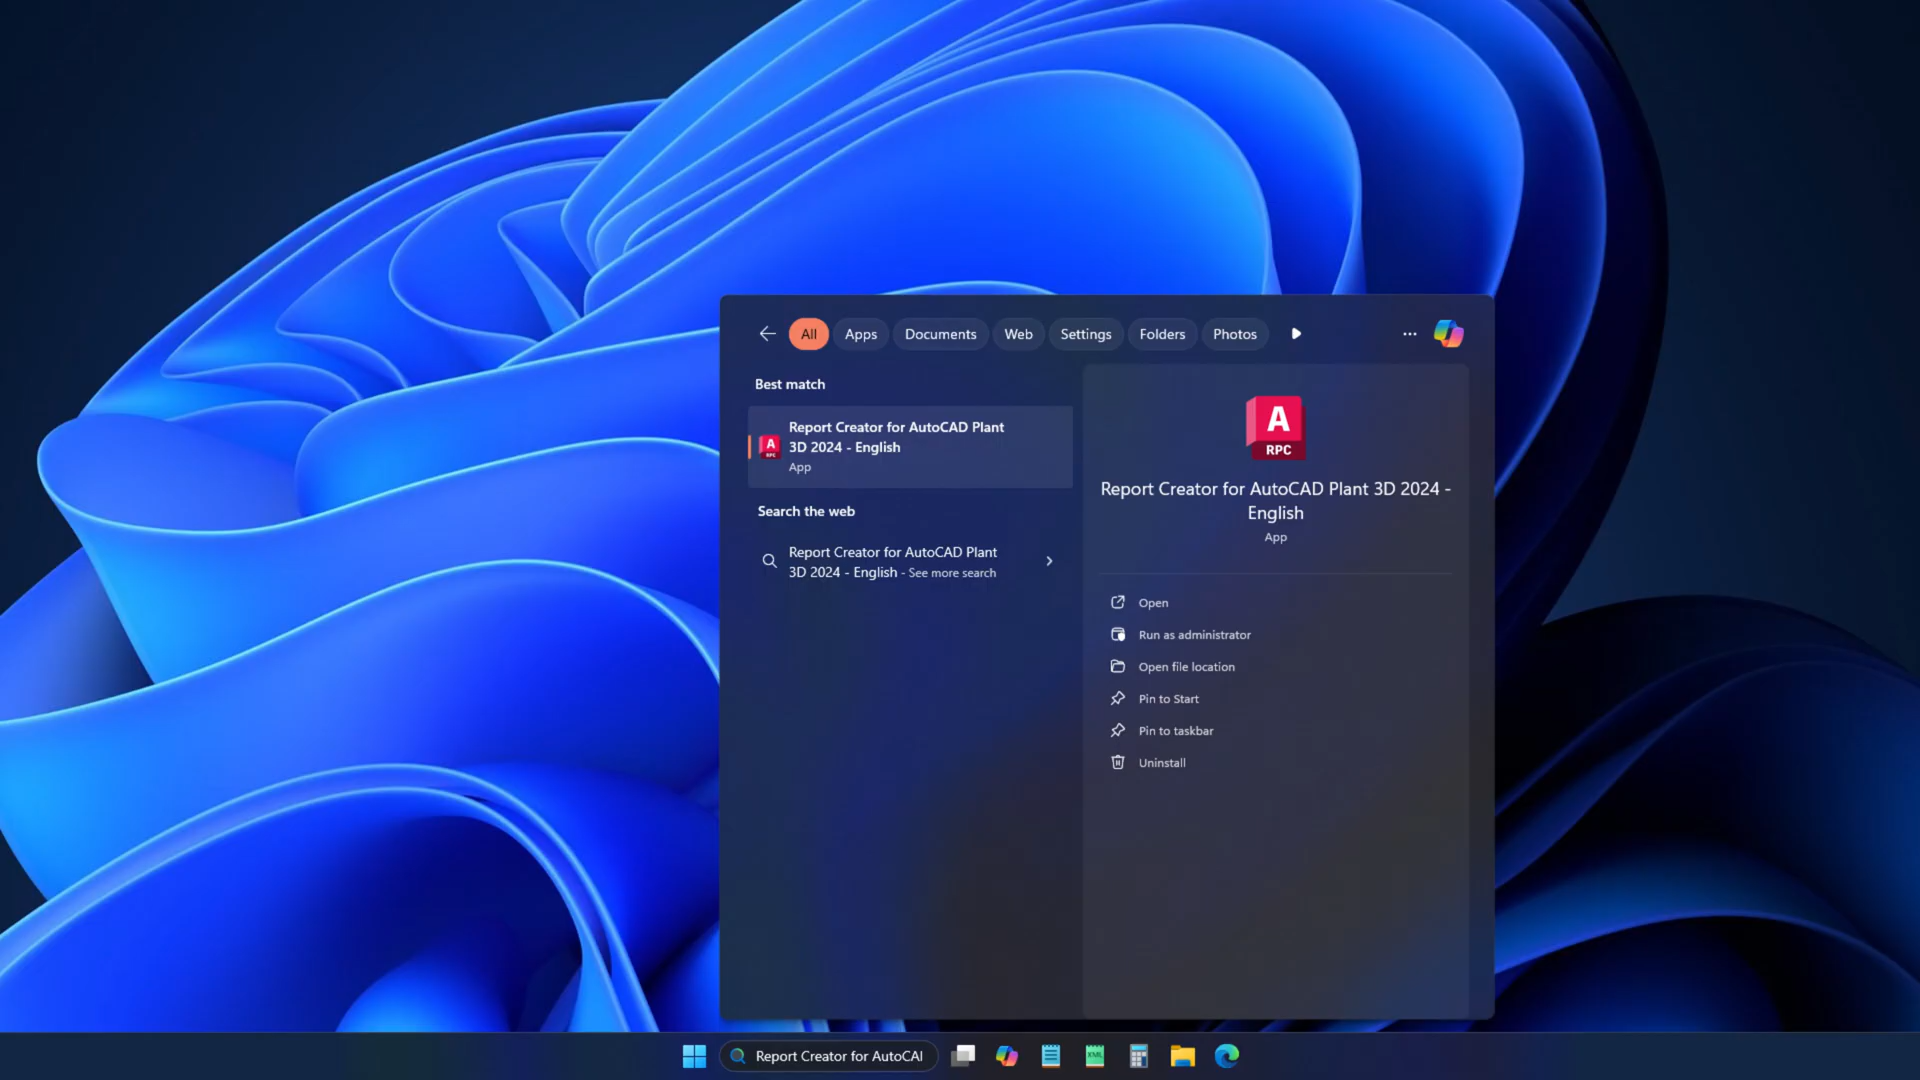 All
Apps
Documents
Web
Settings
Folders
Photos
Best match
Report Creator for AutoCAD Plant
3D 2024 - English
App
Search the web
Report Creator for AutoCAD Plant
3D 2024 - English - See more search
A
RPC
Report Creator for AutoCAD Plant 3D 2024 -
English
App
Open
Run as administrator
Open file location
Pin to Start
Pin to taskbar
Uninstall
Report Creator for AutoCAI
XML